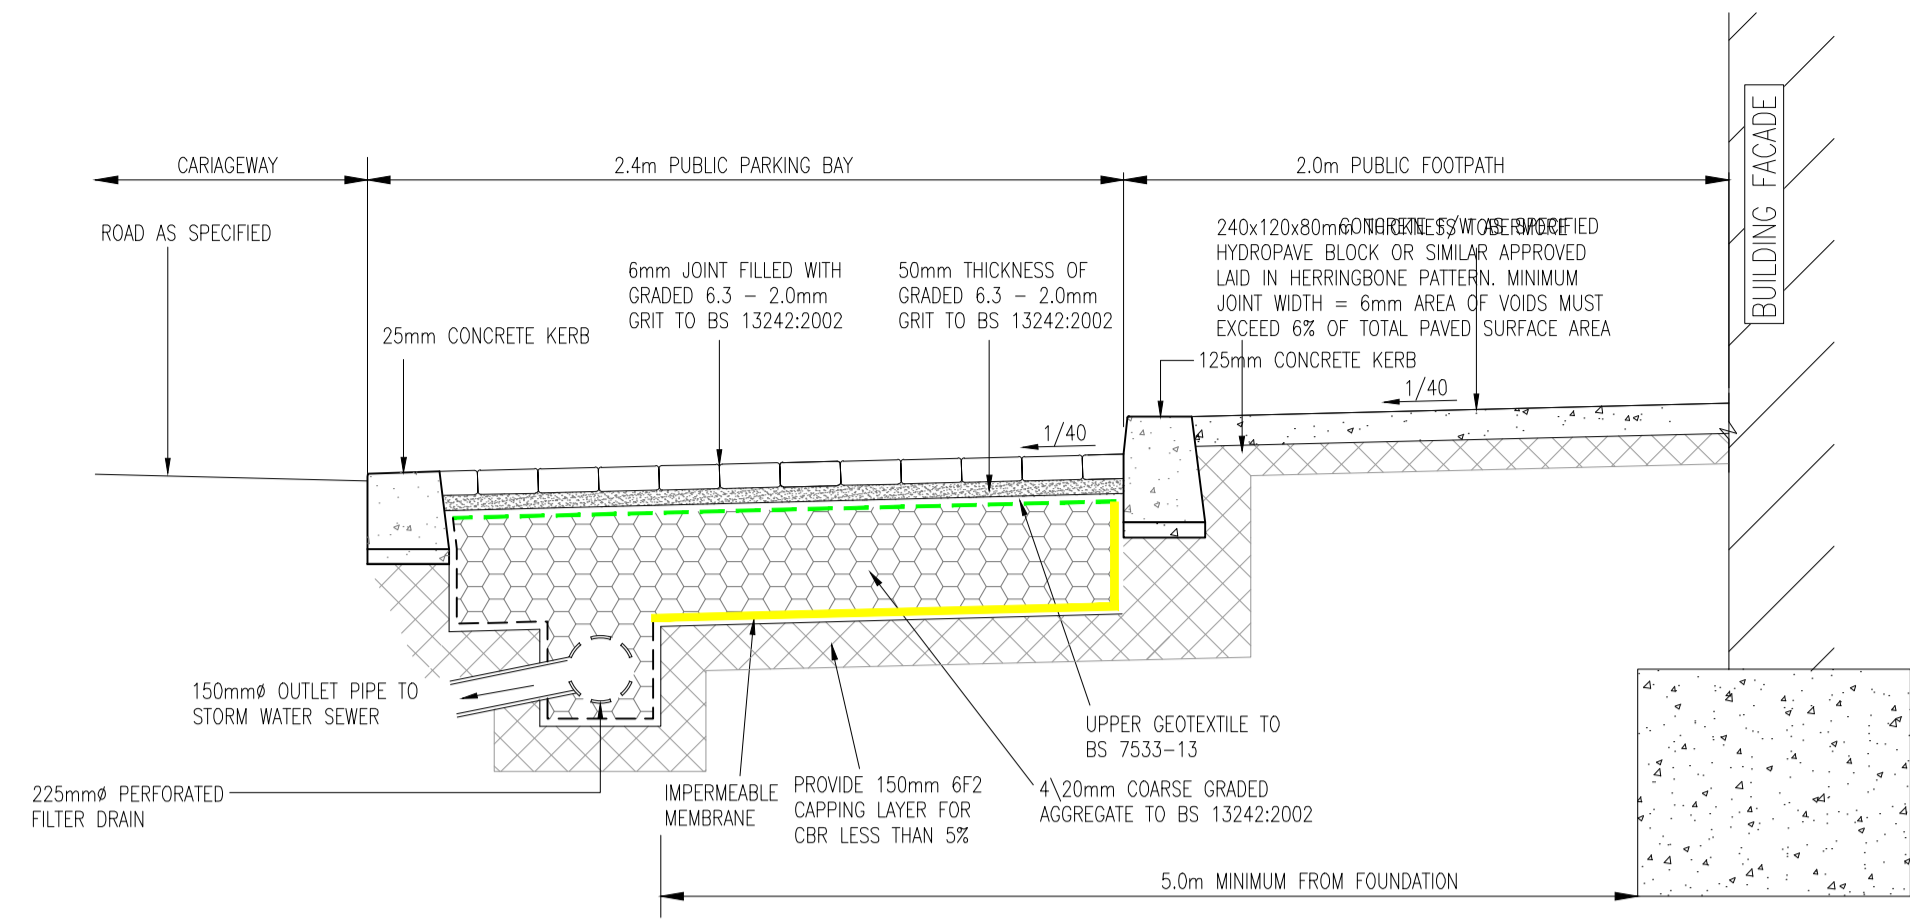 CARIAGEWAY
2.4m PUBLIC PARKING BAY
2.0m PUBLIC FOOTPATH
BUILDING FACADE
ROAD AS SPECIFIED
CONCRETE F/W AS SPECIFIED
240x120x80mm THICKNESS TOBERMORE
HYDROPAVE BLOCK OR SIMILAR APPROVED
LAID IN HERRINGBONE PATTERN. MINIMUM
JOINT WIDTH = 6mm AREA OF VOIDS MUST
EXCEED 6% OF TOTAL PAVED SURFACE AREA
6mm JOINT FILLED WITH
GRADED 6.3 - 2.0mm
GRIT TO BS 13242:2002
50mm THICKNESS OF
GRADED 6.3 - 2.0mm
GRIT TO BS 13242:2002
25mm CONCRETE KERB
125mm CONCRETE KERB
1/40
1/40
150mmø OUTLET PIPE TO
STORM WATER SEWER
UPPER GEOTEXTILE TO
BS 7533-13
225mmø PERFORATED
FILTER DRAIN
IMPERMEABLE
MEMBRANE
PROVIDE 150mm 6F2
CAPPING LAYER FOR
CBR LESS THAN 5%
4\20mm COARSE GRADED
AGGREGATE TO BS 13242:2002
5.0m MINIMUM FROM FOUNDATION